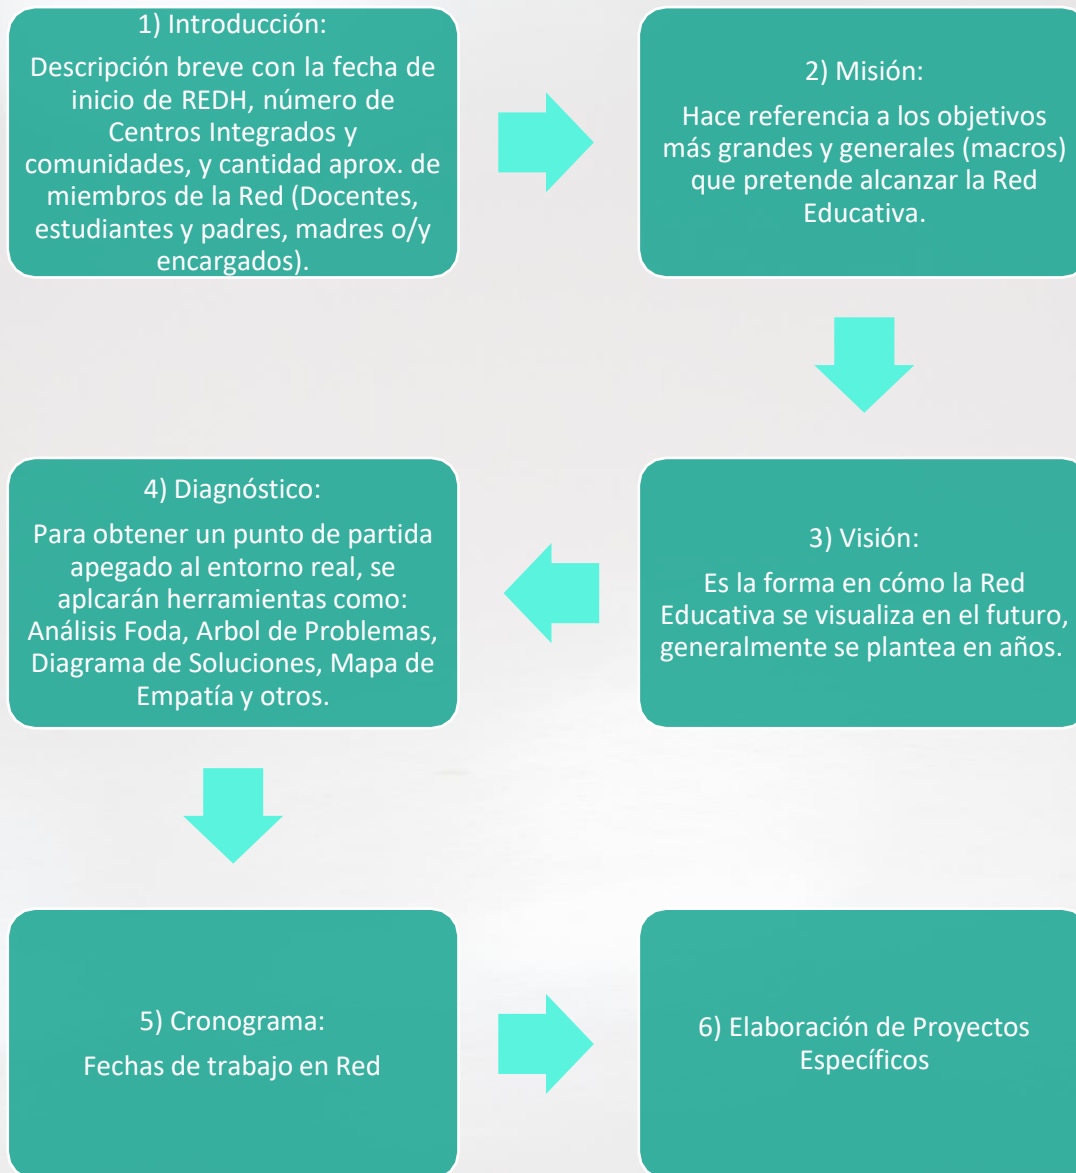 1) Introducción:
Descripción breve con la fecha de
inicio de REDH, número de
Centros Integrados y
comunidades, y cantidad aprox. de
miembros de la Red (Docentes,
estudiantes y padres, madres o/y
encargados).
2) Misión:
Hace referencia a los objetivos
más grandes y generales (macros)
que pretende alcanzar la Red
Educativa.
3) Visión:
Es la forma en cómo la Red
Educativa se visualiza en el futuro,
generalmente se plantea en años.
4) Diagnóstico:
Para obtener un punto de partida
apegado al entorno real, se
aplcarán herramientas como:
Análisis Foda, Arbol de Problemas,
Diagrama de Soluciones, Mapa de
Empatía y otros.
5) Cronograma:
Fechas de trabajo en Red
6) Elaboración de Proyectos
Específicos